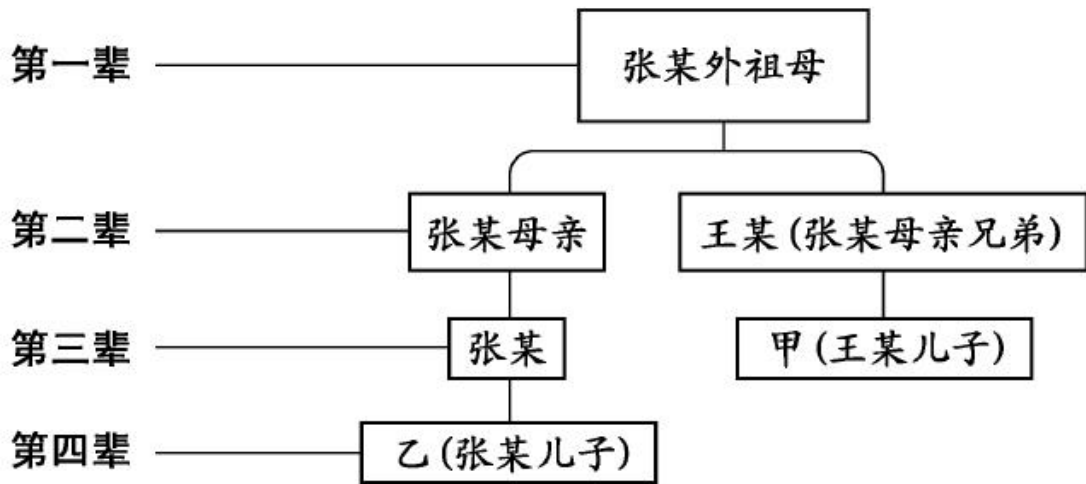 第一辈 张某外祖母
第二辈 张某母亲 王某(张某母亲兄弟)
第三辈 张某 甲(王某儿子)
第四辈 乙(张某儿子)